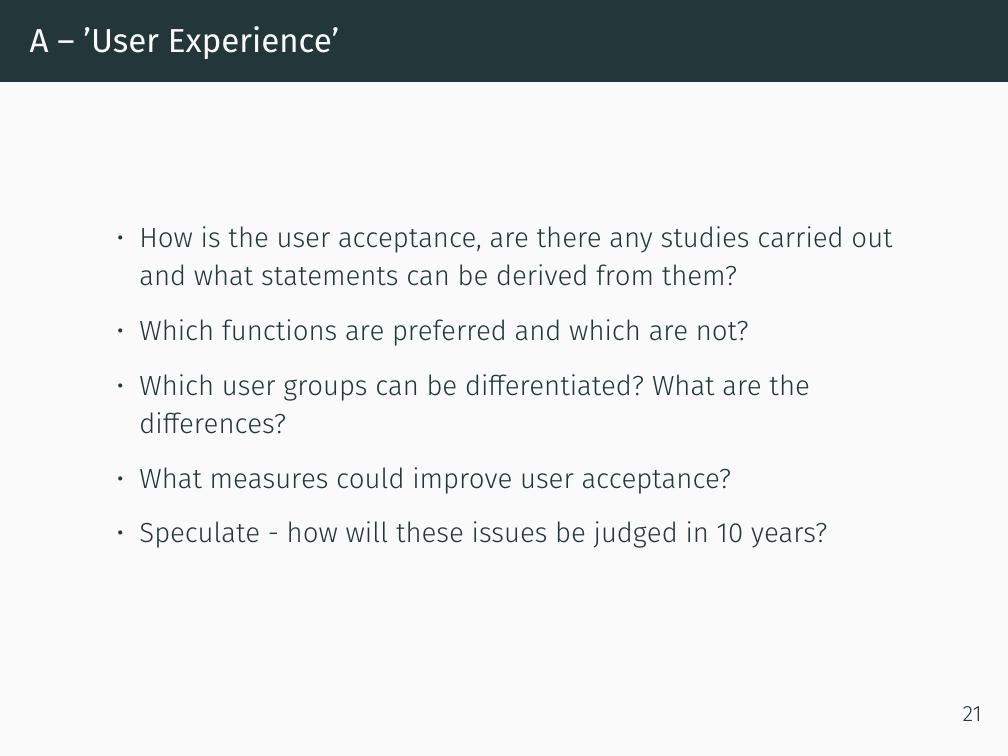 A – ’User Experience’
• How is the user acceptance, are there any studies carried out
and what statements can be derived from them?
• Which functions are preferred and which are not?
• Which user groups can be differentiated? What are the
differences?
• What measures could improve user acceptance?
• Speculate - how will these issues be judged in 10 years?
21